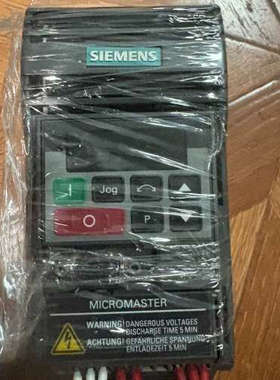 SIEMENS
I
Jog
O
P
MICROMASTER
WARNING! DANGEROUS VOLTAGES
DISCHARGE TIME 5 MIN
ACHTUNG! GEFÄHRLICHE SPANNUNG
ENTLADEZEIT 5 MIN